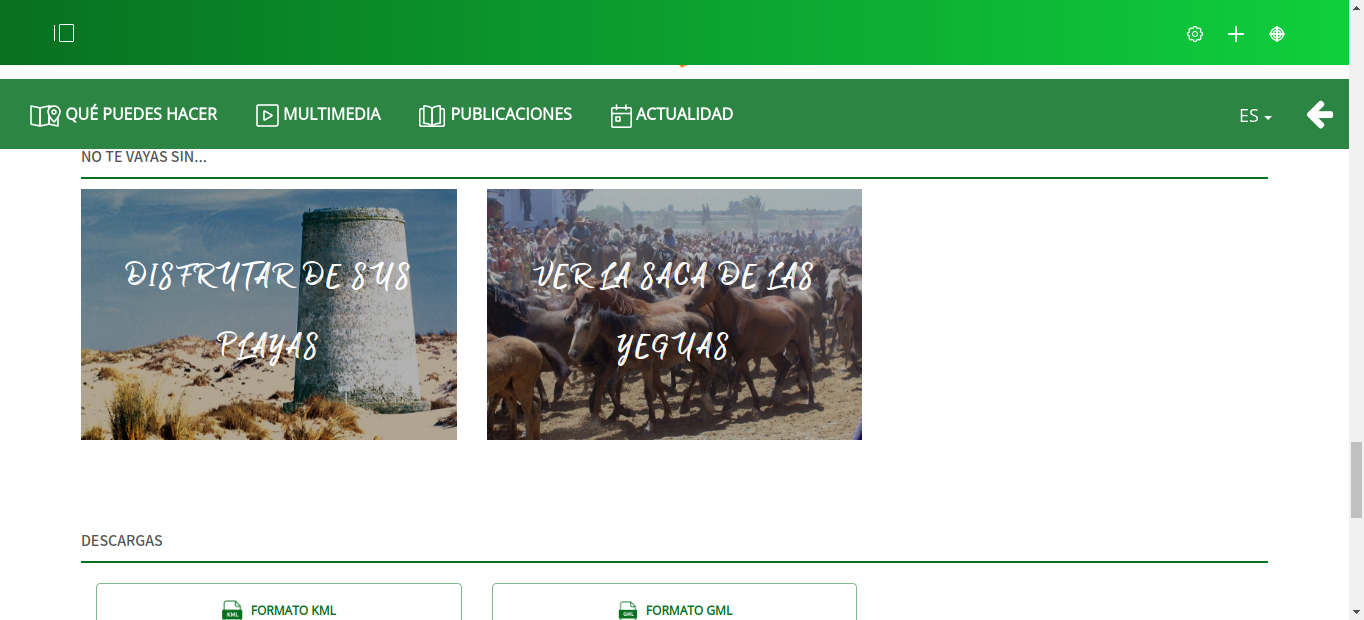 QUÉ PUEDES HACER
MULTIMEDIA
PUBLICACIONES
ACTUALIDAD
ES
NO TE VAYAS SIN...
DISFRUTAR DE SUS
PLAYAS
VER LA SACA DE LAS
YEGUAS
DESCARGAS
KML FORMATO KML
GML FORMATO GML